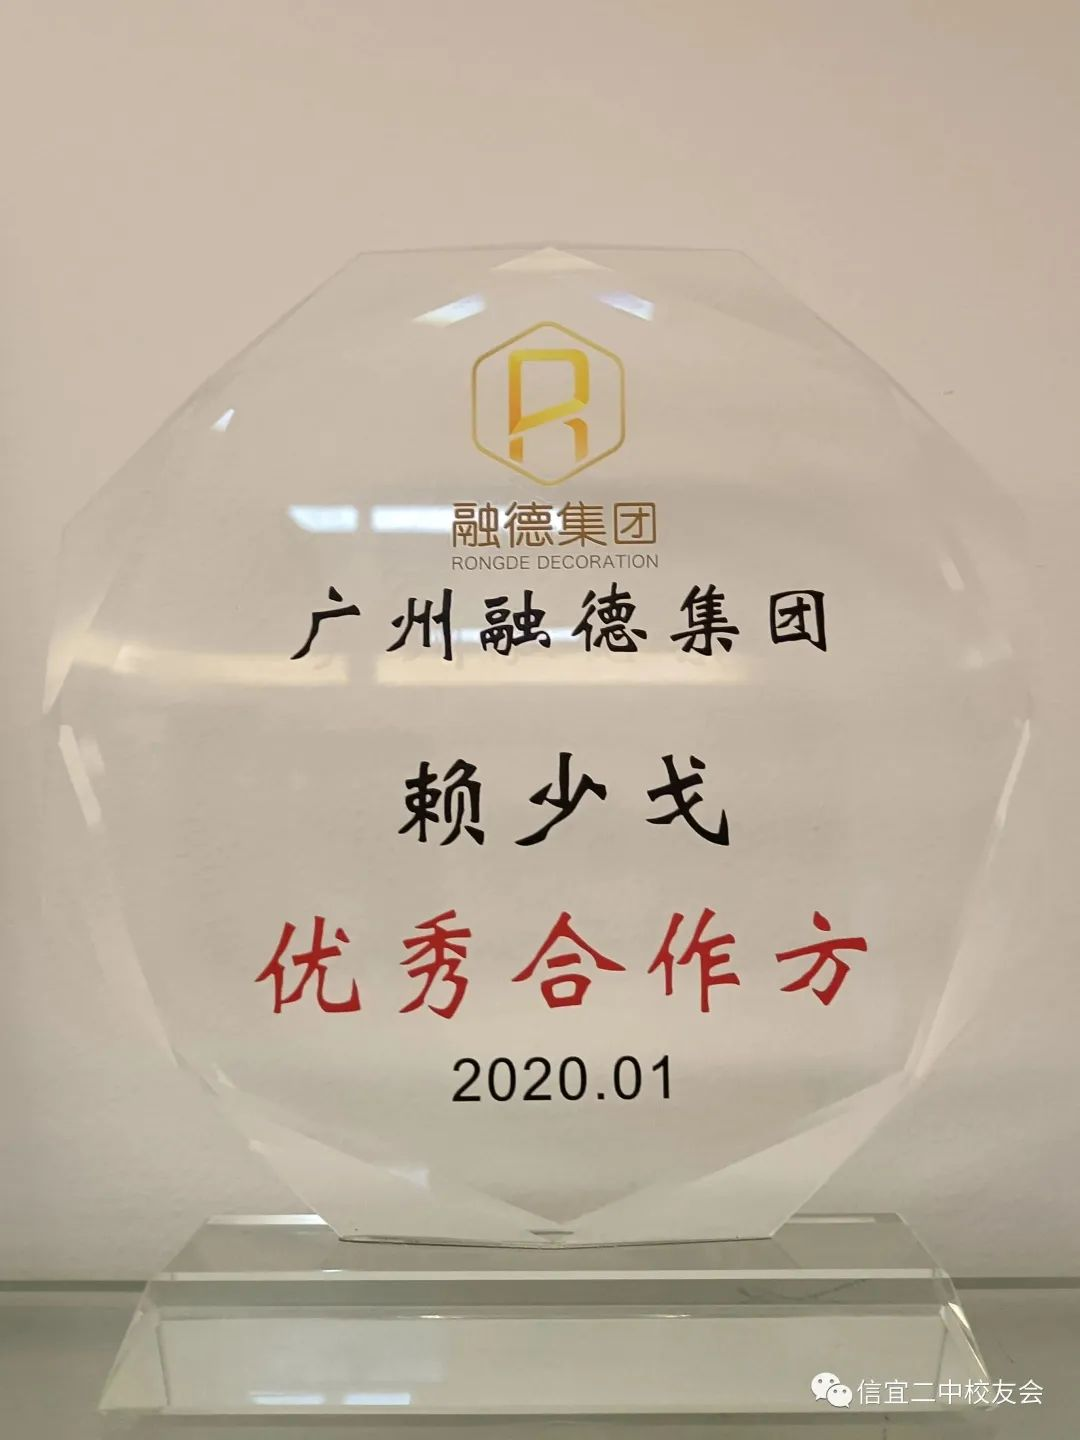 融德集团
RONGDE DECORATION
广州融德集团
赖少戈
优秀合作方
2020.01
信宜二中校友会